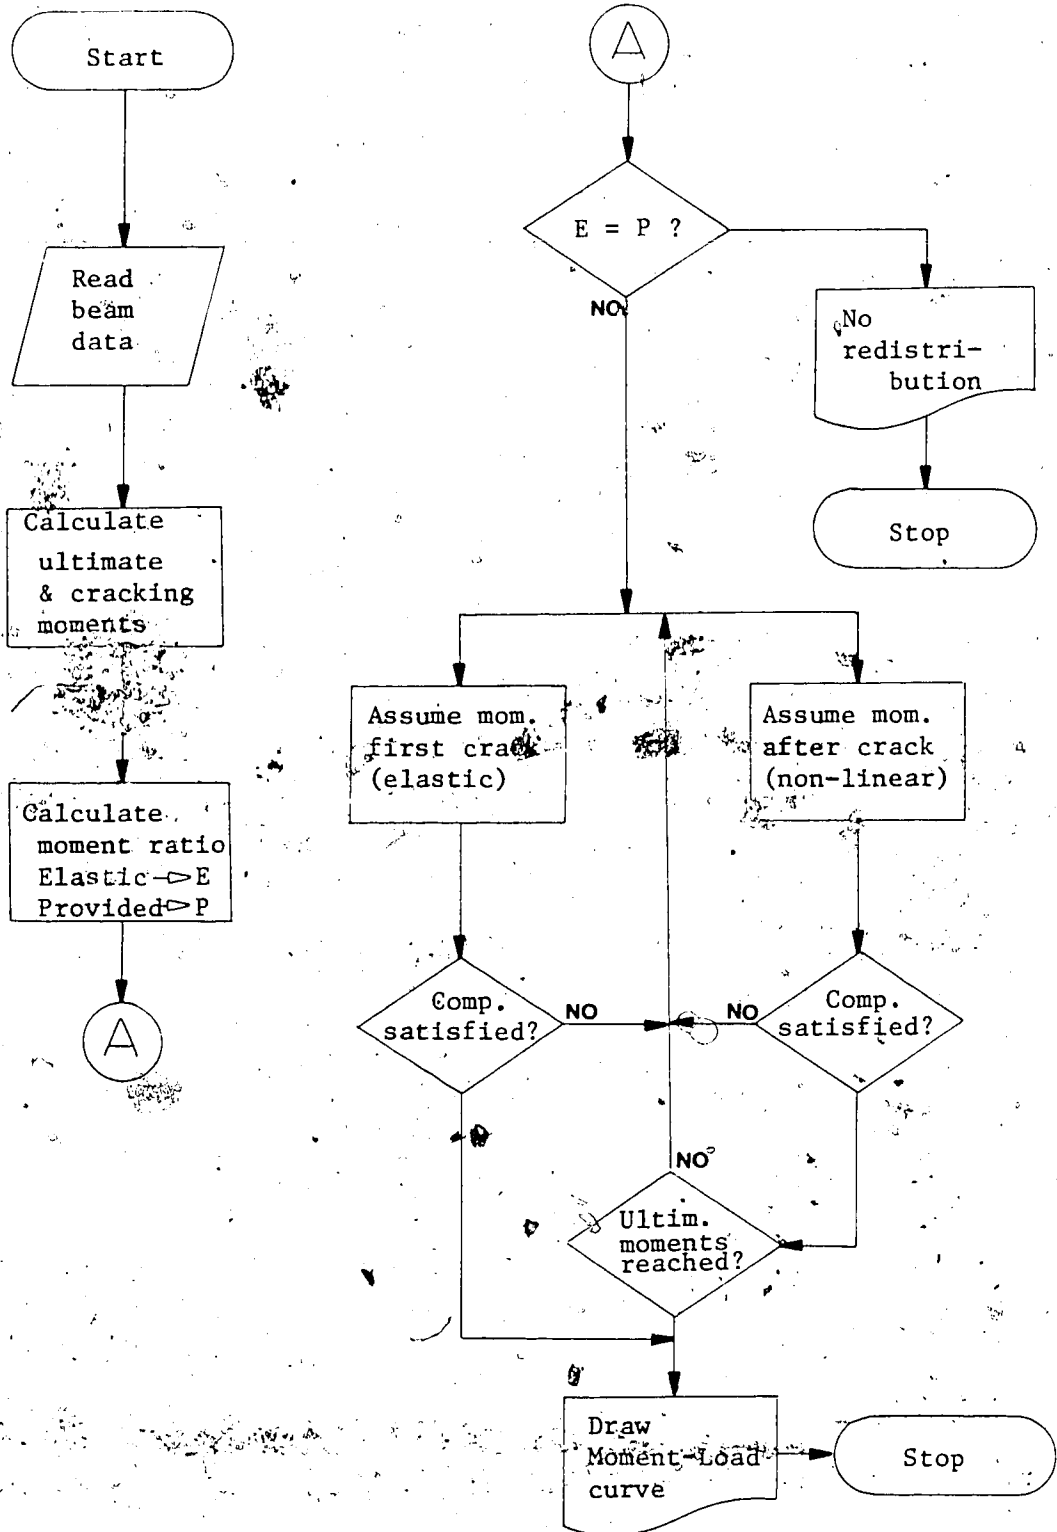 Start
Read
beam
data
Calculate
ultimate
& cracking
moments
Calculate
moment ratio
Elastic→E
Provided→P
A
A
E = P ?
NO
No
redistri-
bution
Stop
Assume mom.
first crack
(elastic)
Assume mom.
after crack
(non-linear)
Comp.
satisfied?
NO
NO
Comp.
satisfied?
NO
Ultim.
moments
reached?
Draw
Moment-Load
curve
Stop